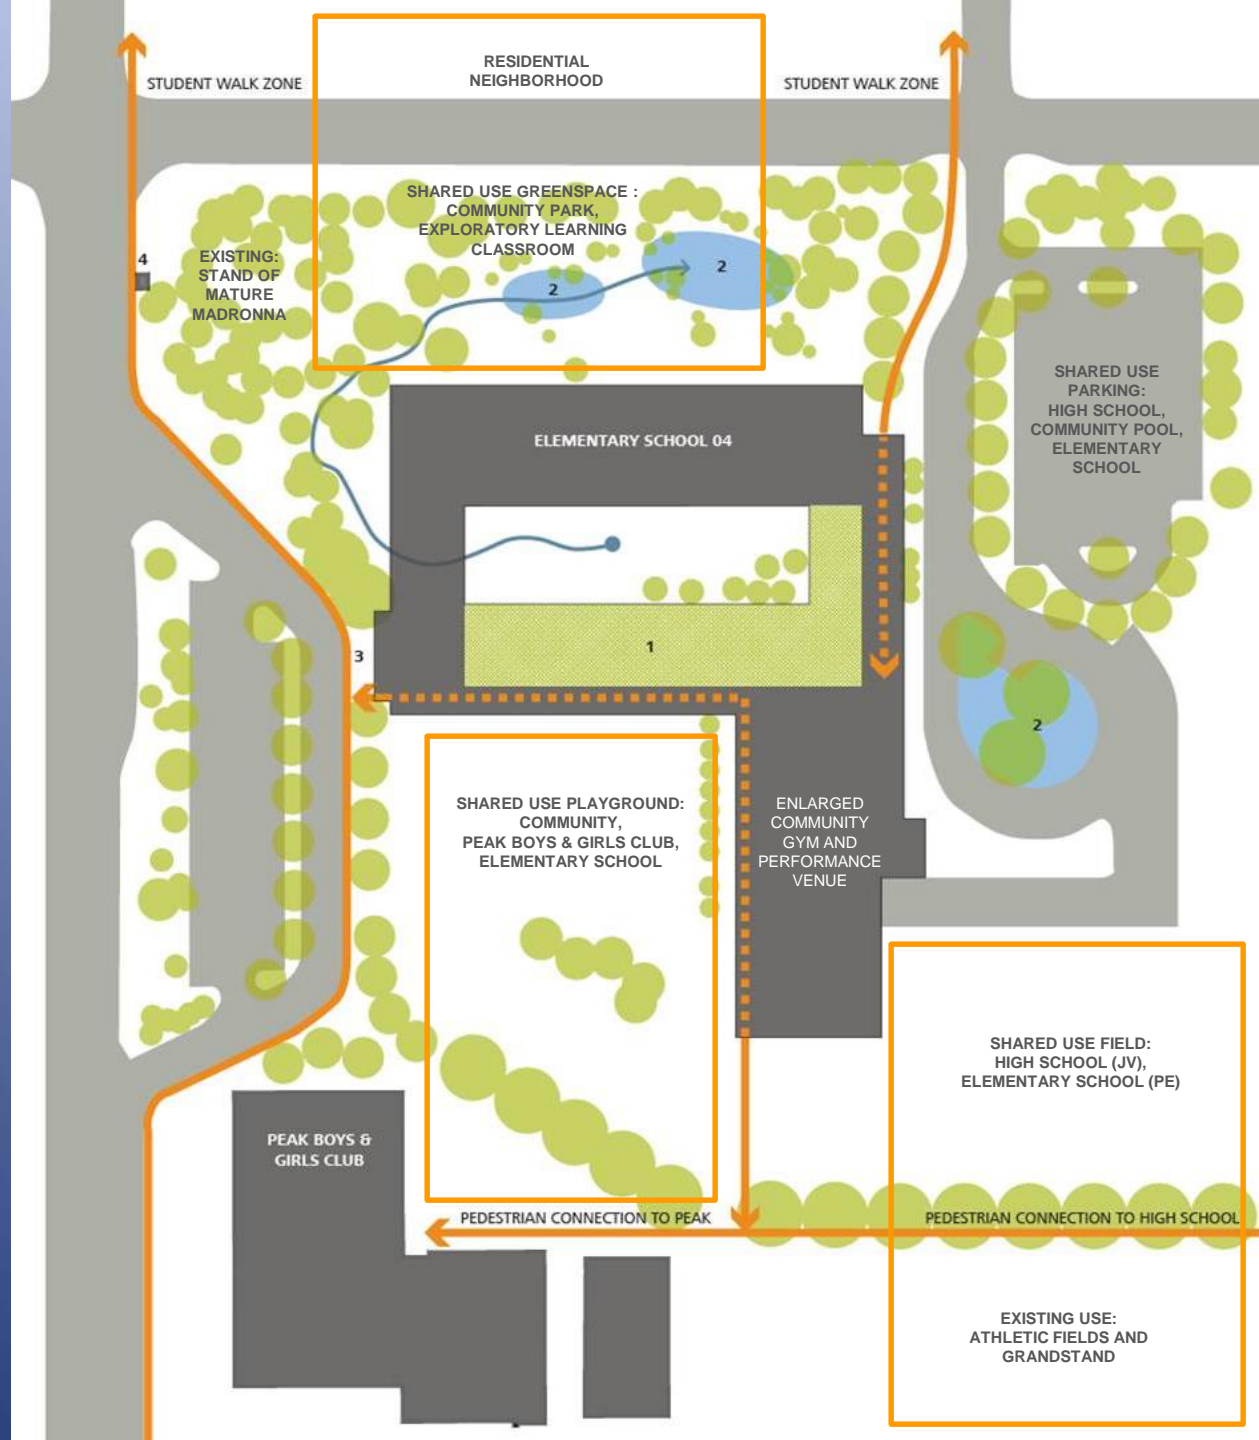 RESIDENTIAL
NEIGHBORHOOD
STUDENT WALK ZONE
STUDENT WALK ZONE
SHARED USE GREENSPACE :
COMMUNITY PARK,
EXPLORATORY LEARNING
CLASSROOM
EXISTING:
STAND OF
MATURE
MADRONNA
4
2
2
SHARED USE
PARKING:
HIGH SCHOOL,
COMMUNITY POOL,
ELEMENTARY
SCHOOL
ELEMENTARY SCHOOL 04
1
3
2
SHARED USE PLAYGROUND:
COMMUNITY,
PEAK BOYS & GIRLS CLUB,
ELEMENTARY SCHOOL
ENLARGED
COMMUNITY
GYM AND
PERFORMANCE
VENUE
SHARED USE FIELD:
HIGH SCHOOL (JV),
ELEMENTARY SCHOOL (PE)
PEAK BOYS &
GIRLS CLUB
PEDESTRIAN CONNECTION TO PEAK
PEDESTRIAN CONNECTION TO HIGH SCHOOL
EXISTING USE:
ATHLETIC FIELDS AND
GRANDSTAND